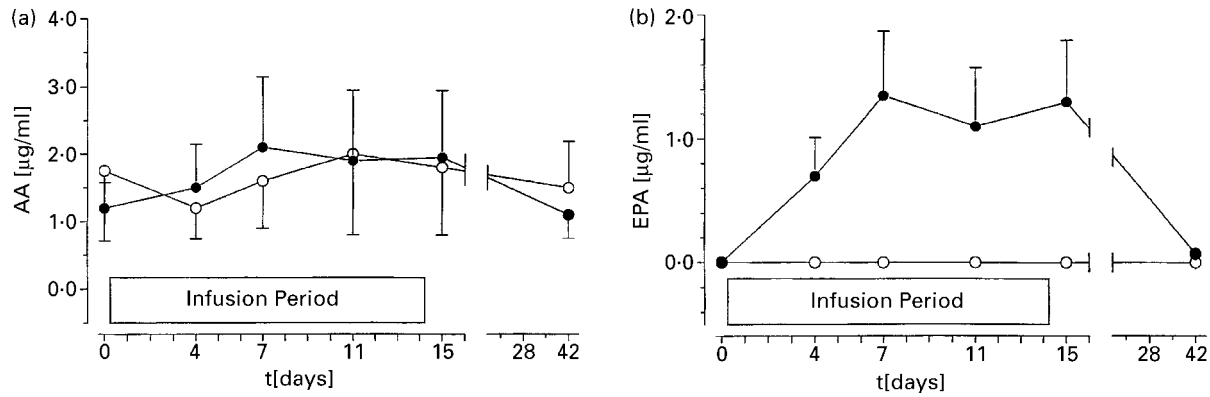 (a)
4·0
3·0
2·0
1·0
0·0
AA [µg/ml]
Infusion Period
0 4 7 11 15 28 42
t[days]
(b)
2·0
1·0
0·0
EPA [µg/ml]
Infusion Period
0 4 7 11 15 28 42
t[days]